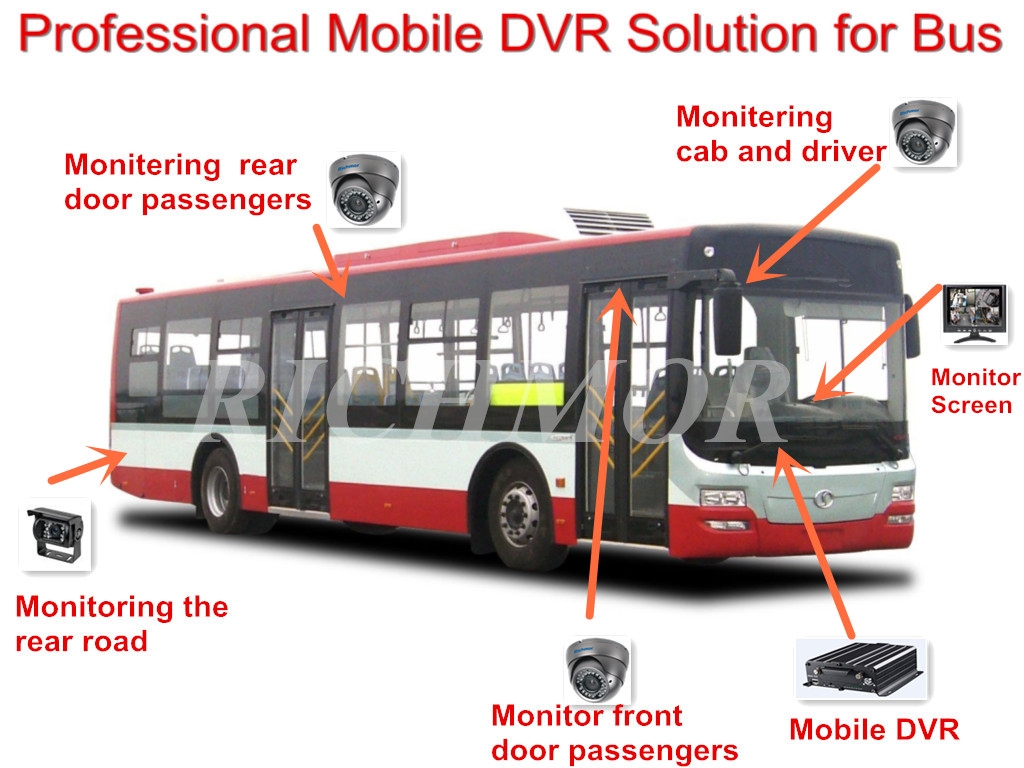 Professional Mobile DVR Solution for Bus
Monitering
cab and driver
Monitering rear
door passengers
Monitor
Screen
RICHMOR
Monitoring the
rear road
Monitor front
door passengers
Mobile DVR